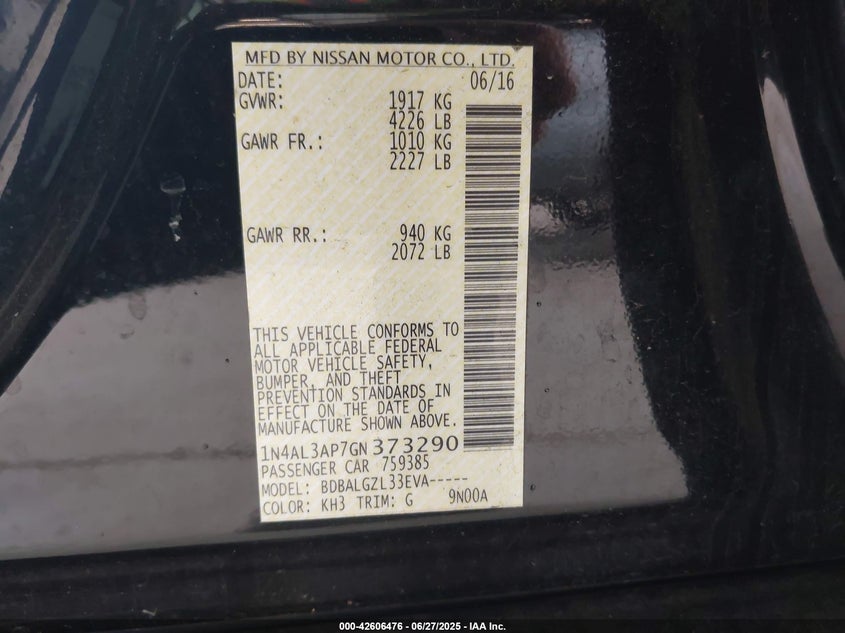 MFD BY NISSAN MOTOR CO., LTD.
DATE: 06/16
GVWR: 1917 KG
4226 LB
GAWR FR.: 1010 KG
2227 LB
GAWR RR.: 940 KG
2072 LB
THIS VEHICLE CONFORMS TO
ALL APPLICABLE FEDERAL
MOTOR VEHICLE SAFETY,
BUMPER, AND THEFT
PREVENTION STANDARDS IN
EFFECT ON THE DATE OF
MANUFACTURE SHOWN ABOVE.
1N4AL3AP7GN373290
PASSENGER CAR 759385
MODEL: BDBALGZL33EVA-----
COLOR: KH3 TRIM: G 9N00A
000-42606476 - 06/27/2025 - IAA Inc.